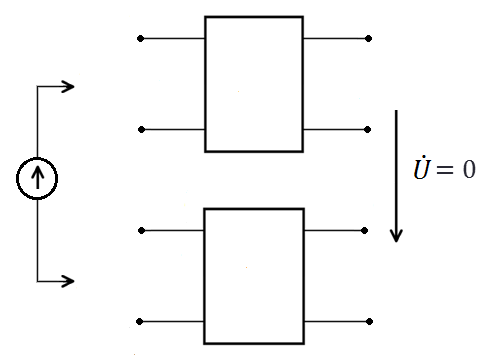 U̇ = 0